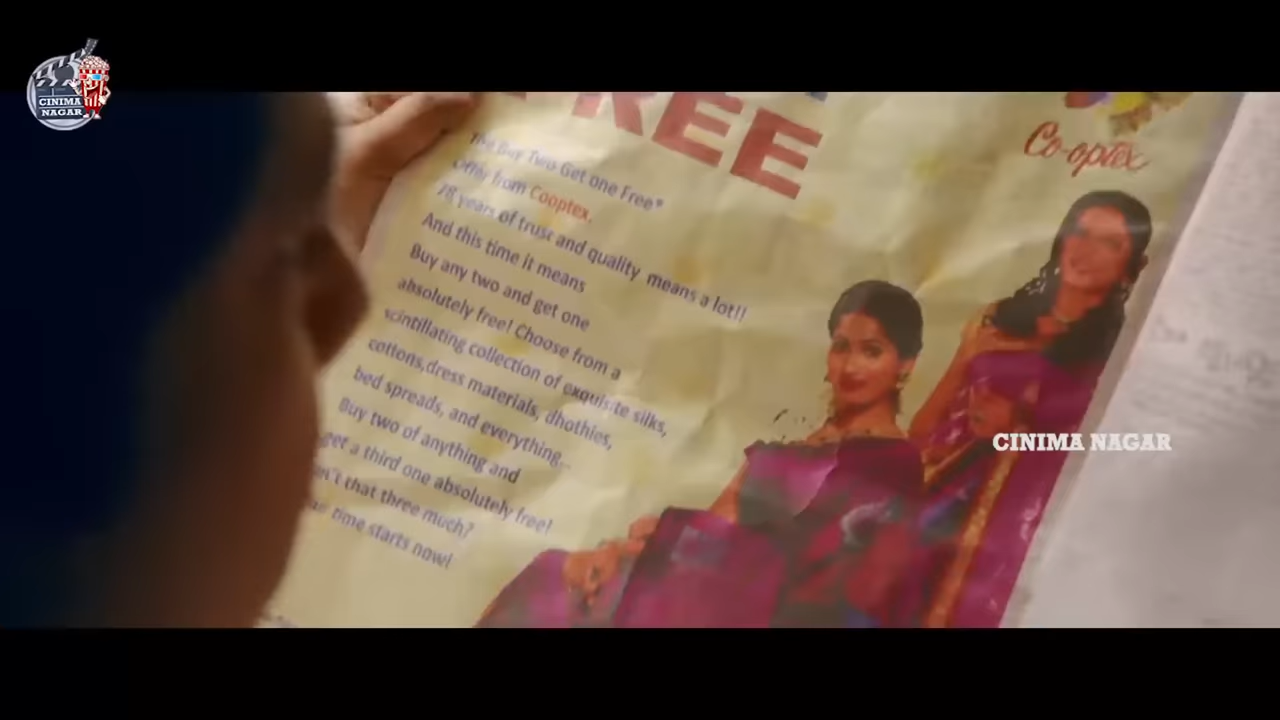 CINIMA
NAGAR
FREE
Co-optex
The Buy Two Get one Free*
offer from Cooptex.
78 years of trust and quality means a lot!!
And this time it means
Buy any two and get one
absolutely free! Choose from a
scintillating collection of exquisite silks,
cottons,dress materials, dhothies,
bed spreads, and everything...
Buy two of anything and
get a third one absolutely free!
n't that three much?
time starts now!
CINIMA NAGAR